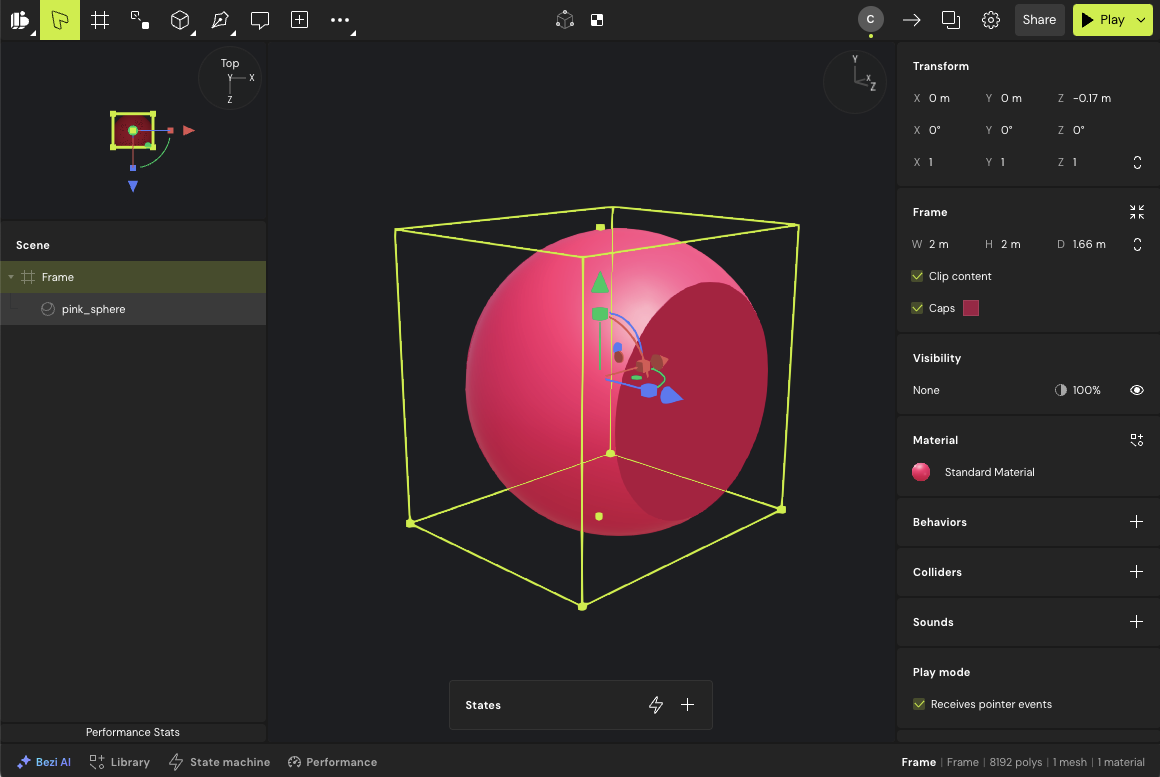 C
Share
Play
Top
Y
X
Z
Y
X
Z
Scene
Frame
pink_sphere
Performance Stats
States
Transform
X 0 m Y 0 m Z -0.17 m
X 0° Y 0° Z 0°
X 1 Y 1 Z 1
Frame
W 2 m H 2 m D 1.66 m
Clip content
Caps
Visibility
None 100%
Material
Standard Material
Behaviors
Colliders
Sounds
Play mode
Receives pointer events
Bezi AI Library State machine Performance
Frame | Frame | 8192 polys | 1 mesh | 1 material